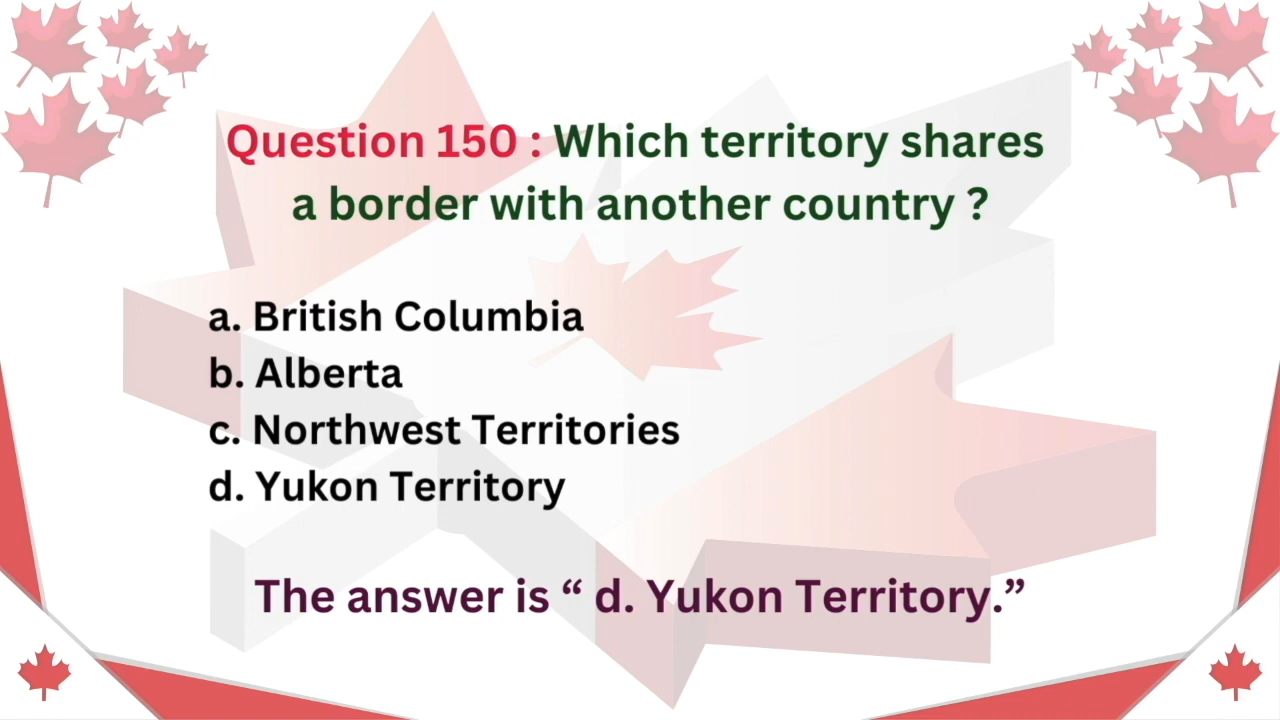 Question 150 : Which territory shares
a border with another country ?
a. British Columbia
b. Alberta
c. Northwest Territories
d. Yukon Territory
The answer is “ d. Yukon Territory.”